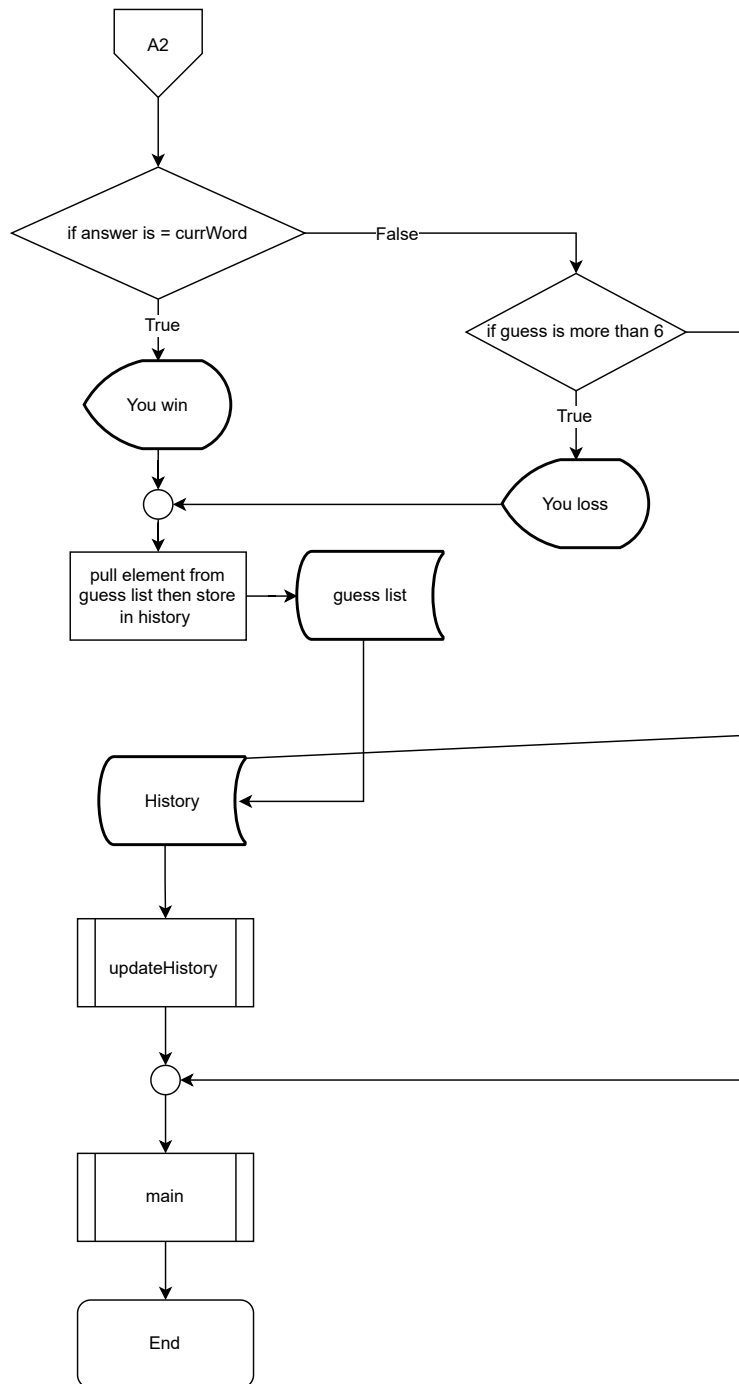 A2
if answer is = currWord
False
True
if guess is more than 6
You win
True
You loss
pull element from
guess list then store
in history
guess list
History
updateHistory
main
End